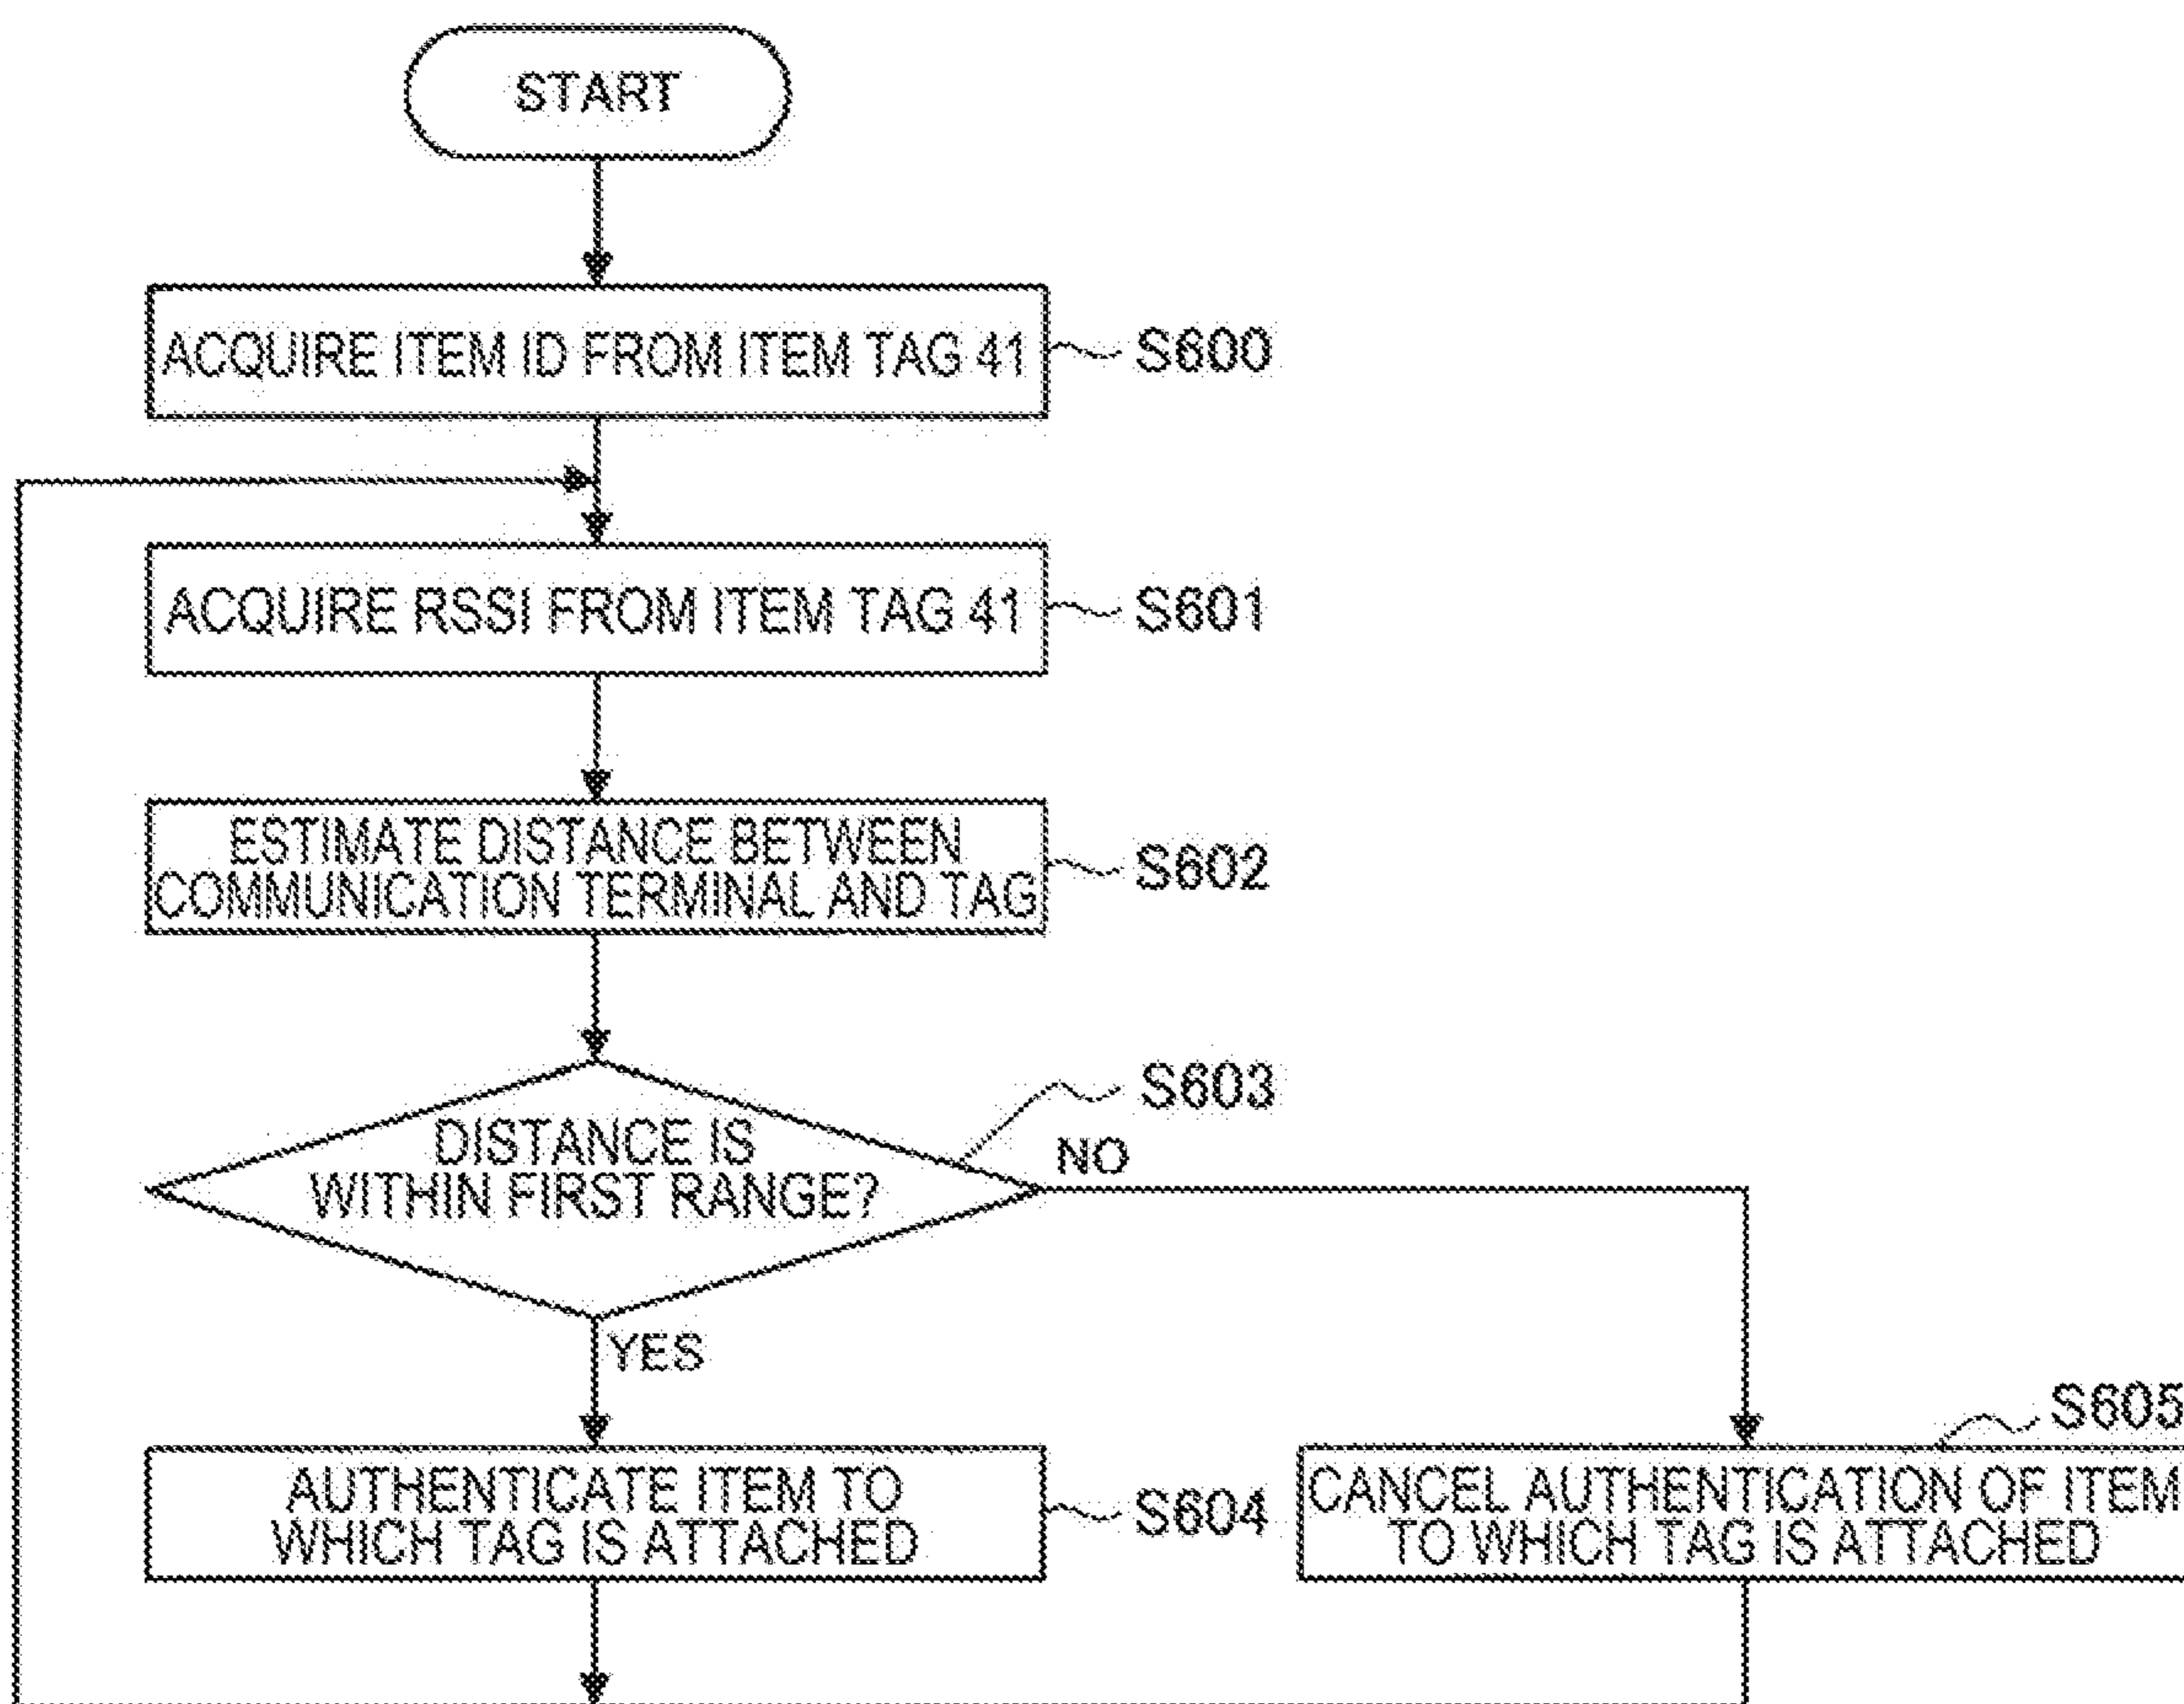 START
ACQUIRE ITEM ID FROM ITEM TAG 41
S600
ACQUIRE RSSI FROM ITEM TAG 41
S601
ESTIMATE DISTANCE BETWEEN
COMMUNICATION TERMINAL AND TAG
S602
S603
DISTANCE IS
WITHIN FIRST RANGE?
NO
YES
AUTHENTICATE ITEM TO
WHICH TAG IS ATTACHED
S604
S605
CANCEL AUTHENTICATION OF ITEM
TO WHICH TAG IS ATTACHED